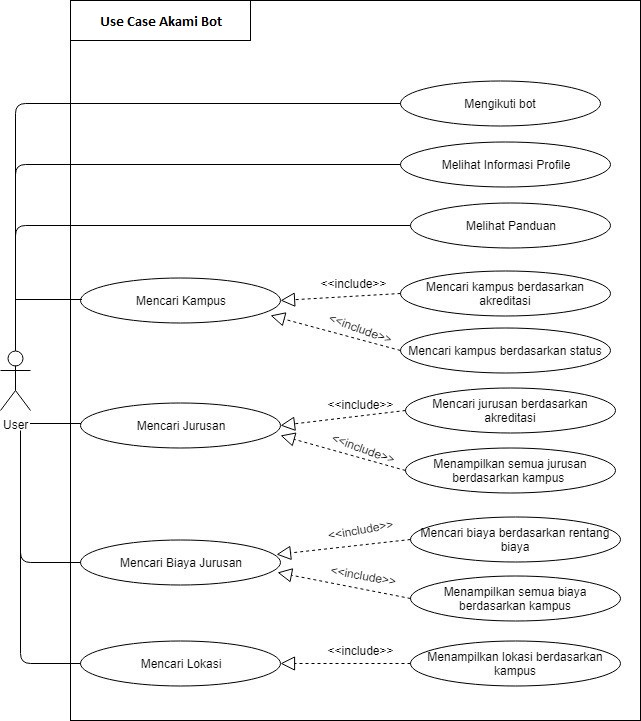 Use Case Akami Bot
Mengikuti bot
Melihat Informasi Profile
Melihat Panduan
Mencari Kampus
<<include>>
Mencari kampus berdasarkan
akreditasi
<<include>>
Mencari kampus berdasarkan status
User
Mencari Jurusan
<<include>>
Mencari jurusan berdasarkan
akreditasi
<<include>>
Menampilkan semua jurusan
berdasarkan kampus
Mencari Biaya Jurusan
<<include>>
Mencari biaya berdasarkan rentang
biaya
<<include>>
Menampilkan semua biaya
berdasarkan kampus
Mencari Lokasi
<<include>>
Menampilkan lokasi berdasarkan
kampus